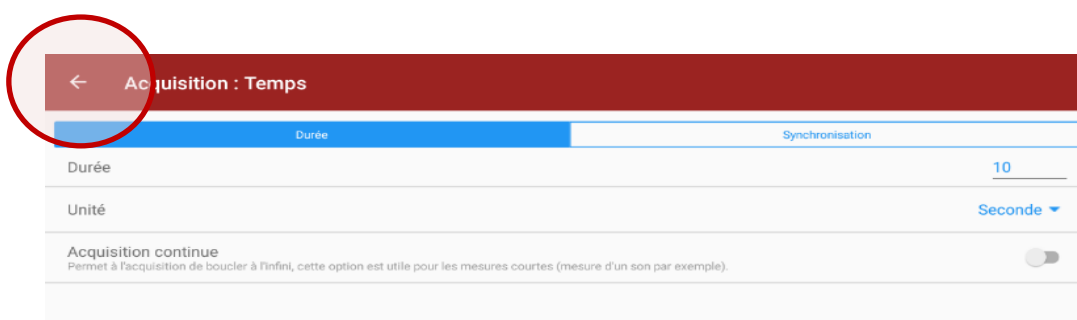 Acquisition : Temps
Durée Synchronisation
Durée 10
Unité Seconde
Acquisition continue
Permet à l'acquisition de boucler à l'infini, cette option est utile pour les mesures courtes (mesure d'un son par exemple).